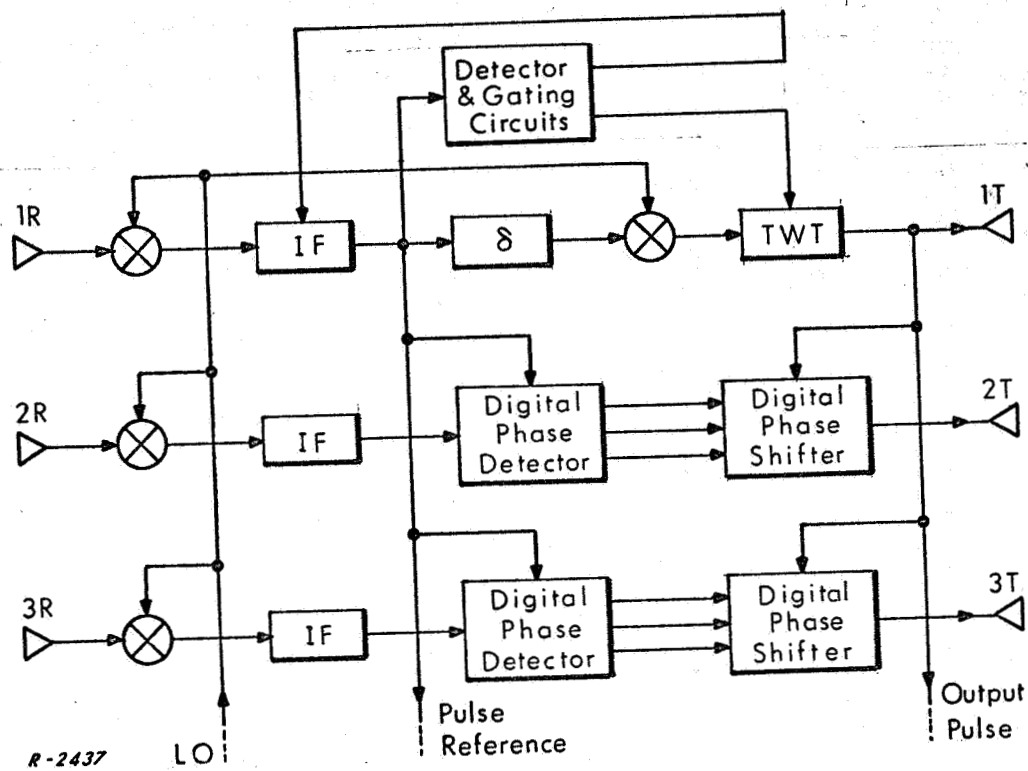 Detector
& Gating
Circuits
1R
IF
δ
TWT
1T
2R
IF
Digital
Phase
Detector
Digital
Phase
Shifter
2T
3R
IF
Digital
Phase
Detector
Digital
Phase
Shifter
3T
R-2437
LO
Pulse
Reference
Output
Pulse